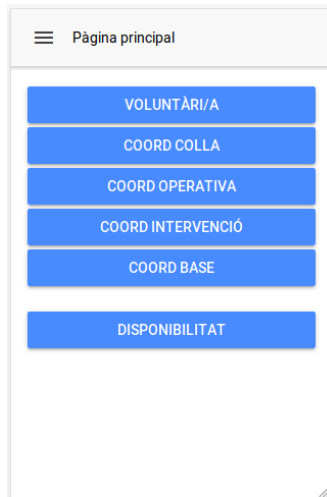 Pàgina principal
VOLUNTÀRI/A
COORD COLLA
COORD OPERATIVA
COORD INTERVENCIÓ
COORD BASE
DISPONIBILITAT